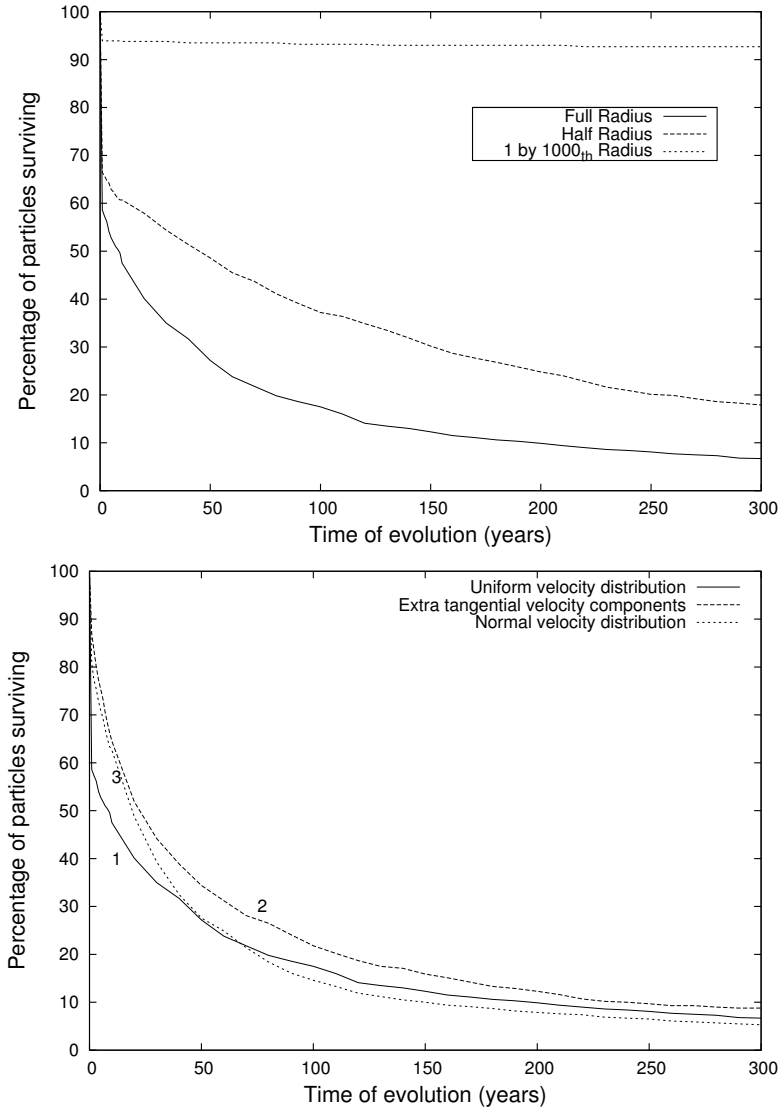 100
90
80
70
60
50
40
30
20
10
0
Percentage of particles surviving
Full Radius
Half Radius
1 by 1000th Radius
0 50 100 150 200 250 300
Time of evolution (years)
100
90
80
70
60
50
40
30
20
10
0
Percentage of particles surviving
Uniform velocity distribution
Extra tangential velocity components
Normal velocity distribution
3
1
2
0 50 100 150 200 250 300
Time of evolution (years)